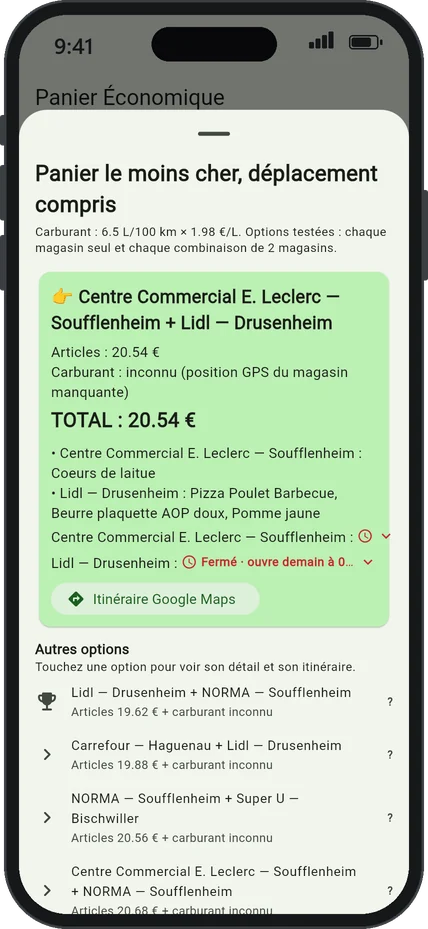 9:41
Panier Économique
Panier le moins cher, déplacement
compris
Carburant : 6.5 L/100 km × 1.98 €/L. Options testées : chaque
magasin seul et chaque combinaison de 2 magasins.
👉 Centre Commercial E. Leclerc —
Soufflenheim + Lidl — Drusenheim
Articles : 20.54 €
Carburant : inconnu (position GPS du magasin
manquante)
TOTAL : 20.54 €
• Centre Commercial E. Leclerc — Soufflenheim :
Coeurs de laitue
• Lidl — Drusenheim : Pizza Poulet Barbecue,
Beurre plaquette AOP doux, Pomme jaune
Centre Commercial E. Leclerc — Soufflenheim :
Lidl — Drusenheim : Fermé · ouvre demain à 0…
Itinéraire Google Maps
Autres options
Touchez une option pour voir son détail et son itinéraire.
Lidl — Drusenheim + NORMA — Soufflenheim
Articles 19.62 € + carburant inconnu
?
Carrefour — Haguenau + Lidl — Drusenheim
Articles 19.88 € + carburant inconnu
?
NORMA — Soufflenheim + Super U —
Bischwiller
Articles 20.56 € + carburant inconnu
?
Centre Commercial E. Leclerc — Soufflenheim
+ NORMA — Soufflenheim
Articles 20.68 € + carburant inconnu
?